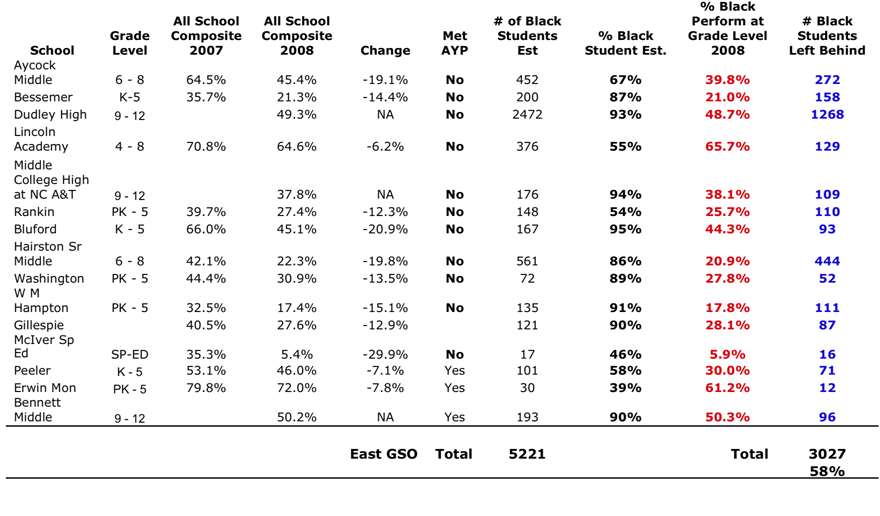 School Grade Level All School Composite 2007 All School Composite 2008 Change Met AYP # of Black Students Est % Black Student Est. % Black Perform at Grade Level 2008 # Black Students Left Behind
Aycock
Middle 6 - 8 64.5% 45.4% -19.1% No 452 67% 39.8% 272
Bessemer K-5 35.7% 21.3% -14.4% No 200 87% 21.0% 158
Dudley High 9 - 12 49.3% NA No 2472 93% 48.7% 1268
Lincoln
Academy 4 - 8 70.8% 64.6% -6.2% No 376 55% 65.7% 129
Middle
College High
at NC A&T 9 - 12 37.8% NA No 176 94% 38.1% 109
Rankin PK - 5 39.7% 27.4% -12.3% No 148 54% 25.7% 110
Bluford K - 5 66.0% 45.1% -20.9% No 167 95% 44.3% 93
Hairston Sr
Middle 6 - 8 42.1% 22.3% -19.8% No 561 86% 20.9% 444
Washington PK - 5 44.4% 30.9% -13.5% No 72 89% 27.8% 52
W M
Hampton PK - 5 32.5% 17.4% -15.1% No 135 91% 17.8% 111
Gillespie 40.5% 27.6% -12.9% 121 90% 28.1% 87
McIver Sp
Ed SP-ED 35.3% 5.4% -29.9% No 17 46% 5.9% 16
Peeler K - 5 53.1% 46.0% -7.1% Yes 101 58% 30.0% 71
Erwin Mon PK - 5 79.8% 72.0% -7.8% Yes 30 39% 61.2% 12
Bennett
Middle 9 - 12 50.2% NA Yes 193 90% 50.3% 96
East GSO Total 5221 Total 3027
58%